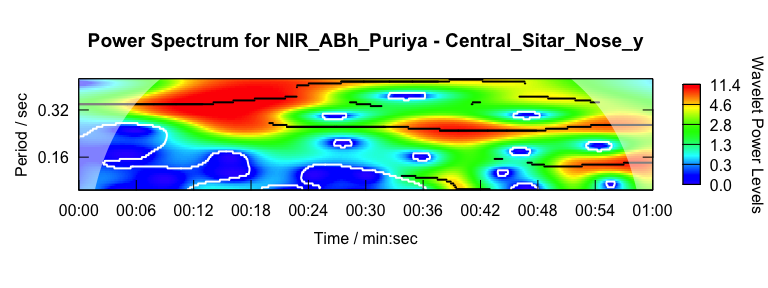 Power Spectrum for NIR_ABh_Puriya - Central_Sitar_Nose_y
Period / sec
0.32
0.16
00:00 00:06 00:12 00:18 00:24 00:30 00:36 00:42 00:48 00:54 01:00
Time / min:sec
11.4
4.6
2.8
1.3
0.3
0.0
Wavelet Power Levels